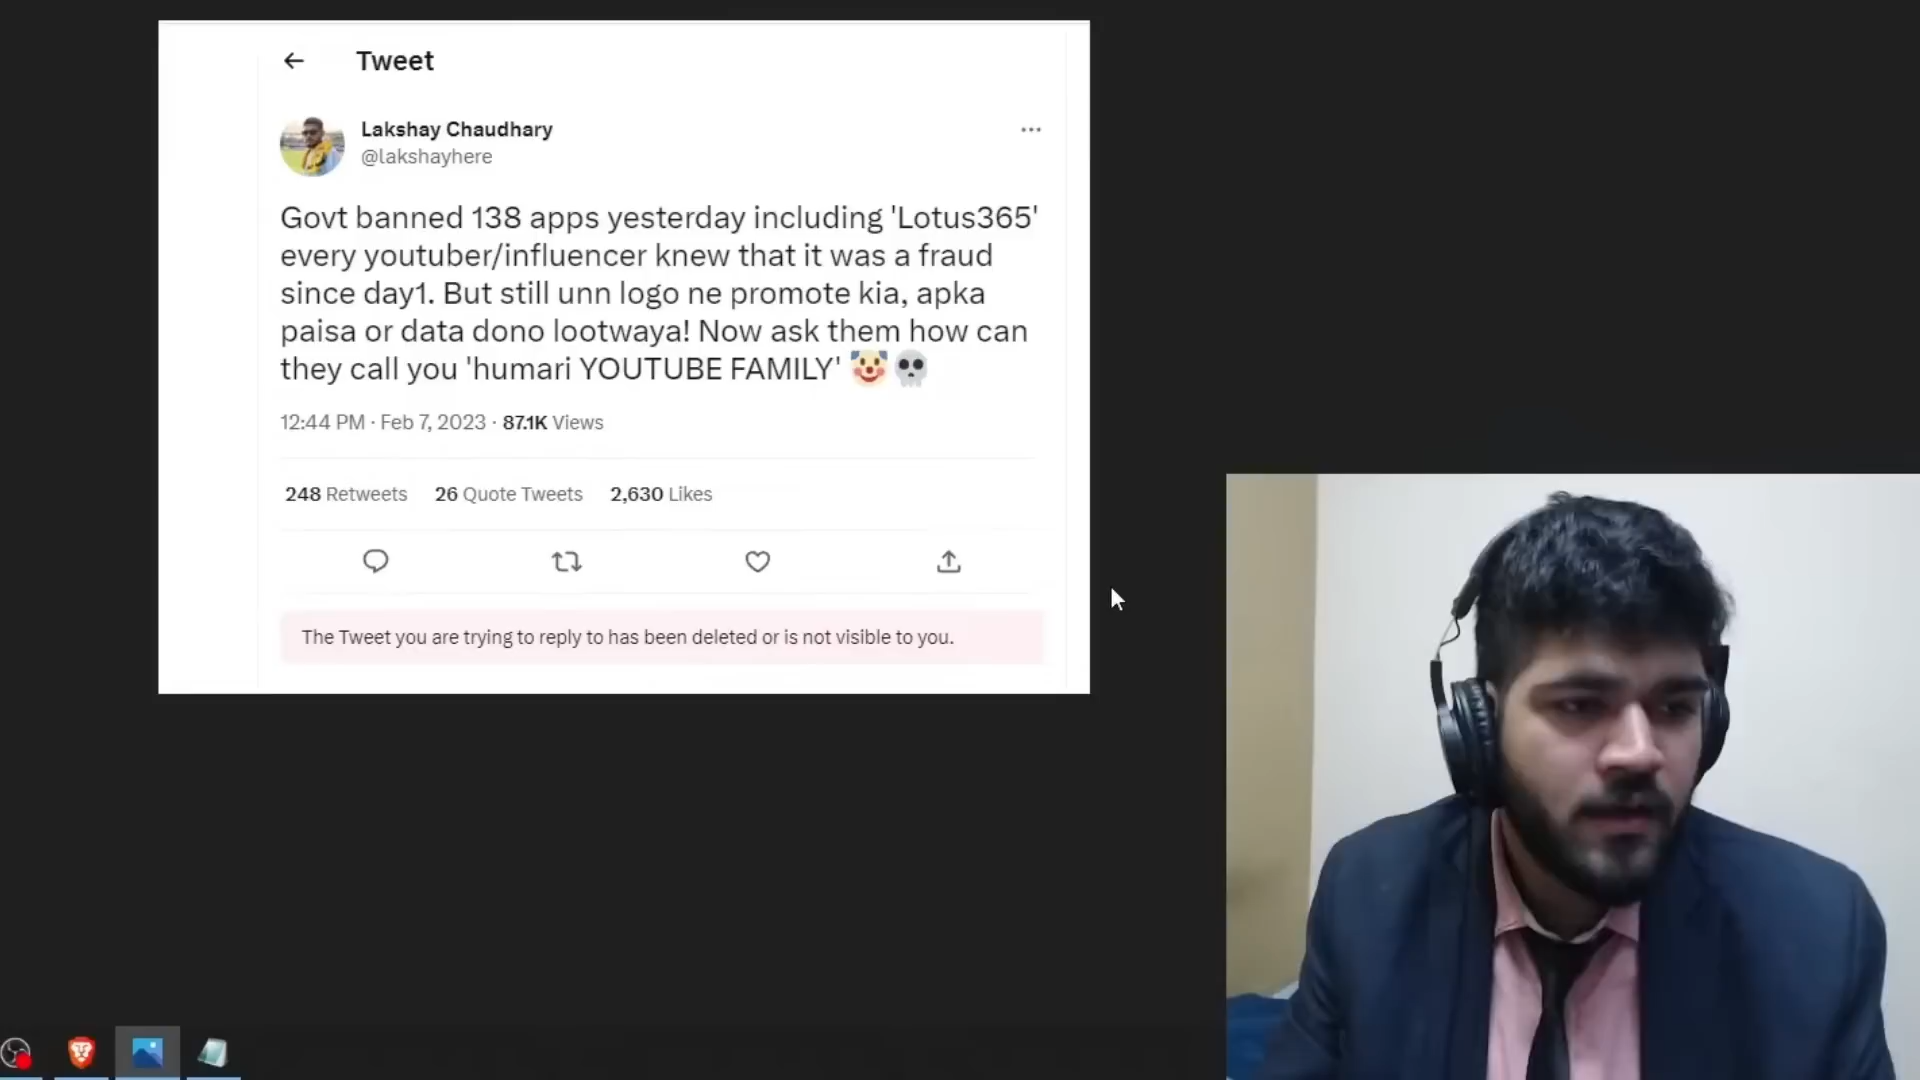 Tweet
Lakshay Chaudhary
@lakshayhere
Govt banned 138 apps yesterday including 'Lotus365'
every youtuber/influencer knew that it was a fraud
since day1. But still unn logo ne promote kia, apka
paisa or data dono lootwaya! Now ask them how can
they call you 'humari YOUTUBE FAMILY' 🤡💀
12:44 PM · Feb 7, 2023 · 87.1K Views
248 Retweets 26 Quote Tweets 2,630 Likes
The Tweet you are trying to reply to has been deleted or is not visible to you.